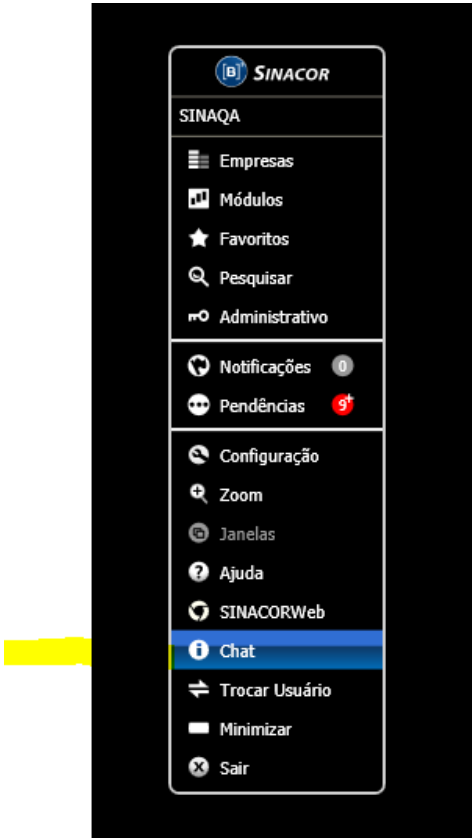 [B]³ SINACOR
SINAQA
Empresas
Módulos
Favoritos
Pesquisar
Administrativo
Notificações 0
Pendências 9+
Configuração
Zoom
Janelas
Ajuda
SINACORWeb
Chat
Trocar Usuário
Minimizar
Sair